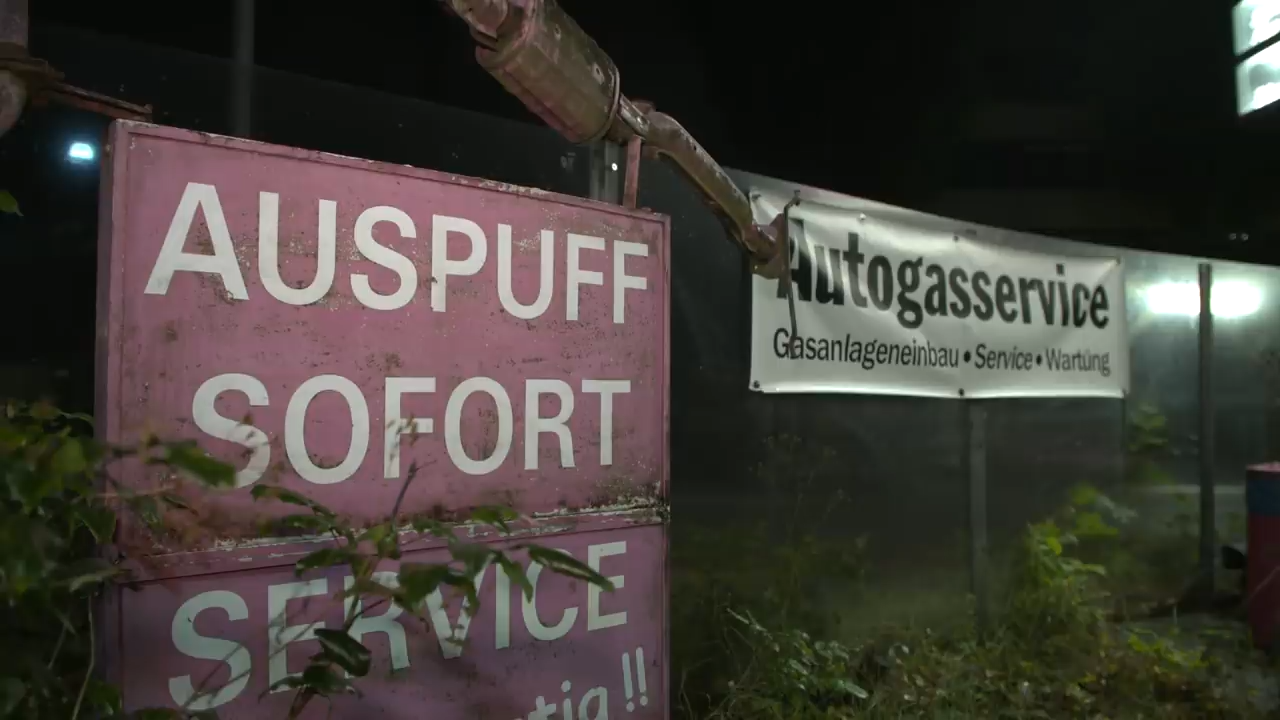 AUSPUFF
SOFORT
SERVICE
!!
Autogasservice
Gasanlageneinbau • Service • Wartung